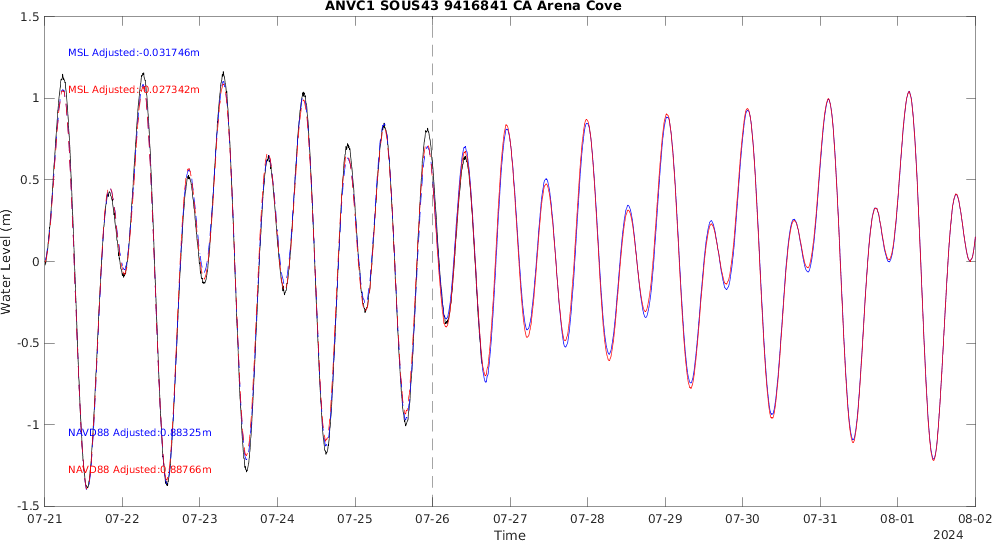 ANVC1 SOUS43 9416841 CA Arena Cove
1.5
MSL Adjusted:-0.031746m
MSL Adjusted:-0.027342m
1
0.5
0
-0.5
-1
-1.5
Water Level (m)
NAVD88 Adjusted:0.88325m
NAVD88 Adjusted:0.88766m
07-21 07-22 07-23 07-24 07-25 07-26 07-27 07-28 07-29 07-30 07-31 08-01 08-02
Time
2024